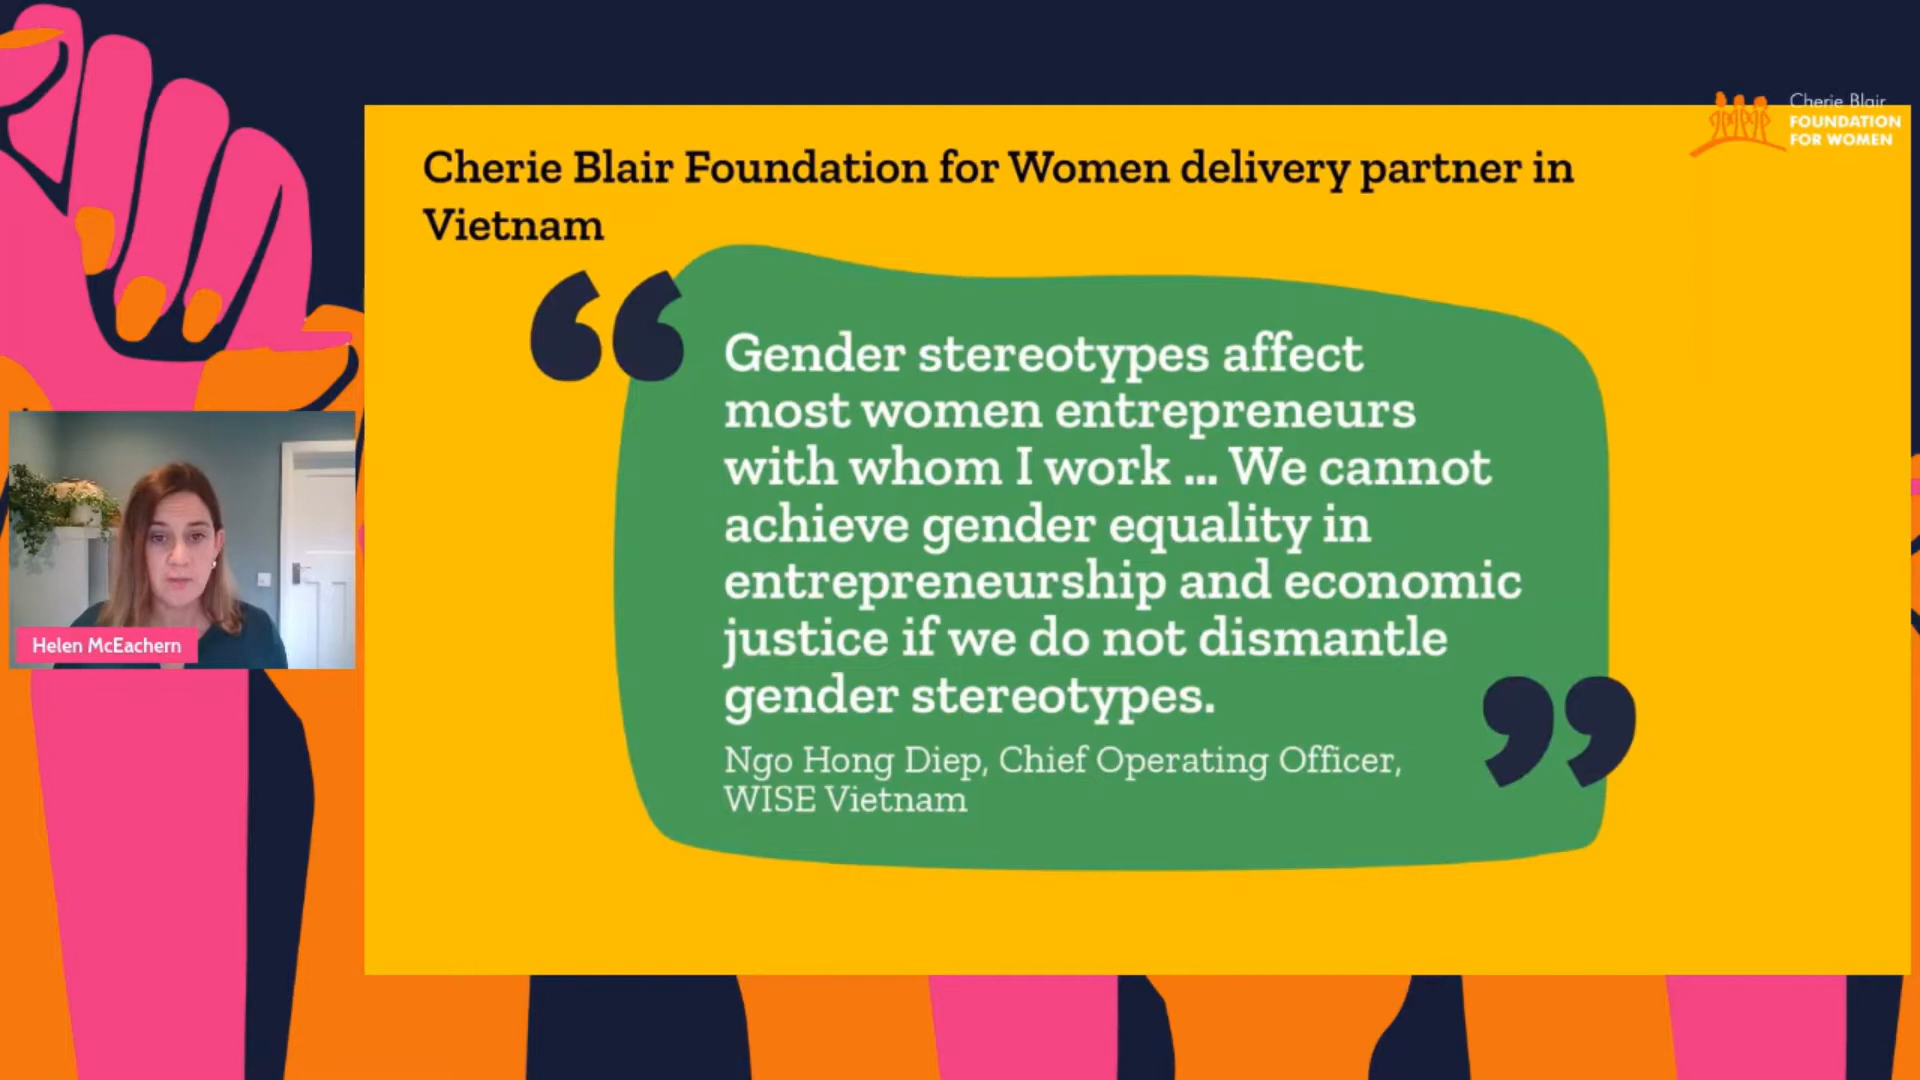 Cherie Blair
FOUNDATION
FOR WOMEN
Cherie Blair Foundation for Women delivery partner in
Vietnam
“
Gender stereotypes affect
most women entrepreneurs
with whom I work ... We cannot
achieve gender equality in
entrepreneurship and economic
justice if we do not dismantle
gender stereotypes.
”
Ngo Hong Diep, Chief Operating Officer,
WISE Vietnam
Helen McEachern